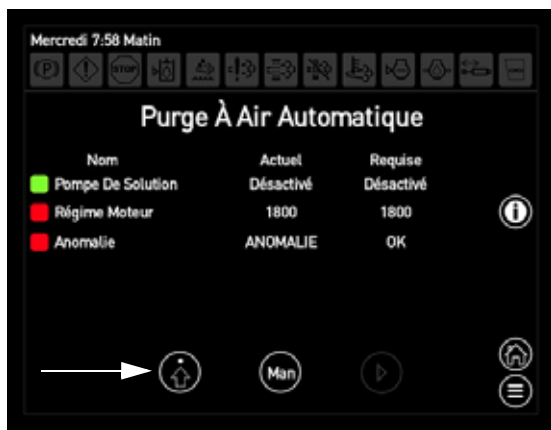 Mercredi 7:58 Matin
STOP
Purge À Air Automatique
Nom Actuel Requise
Pompe De Solution Désactivé Désactivé
Régime Moteur 1800 1800
Anomalie ANOMALIE OK
Man